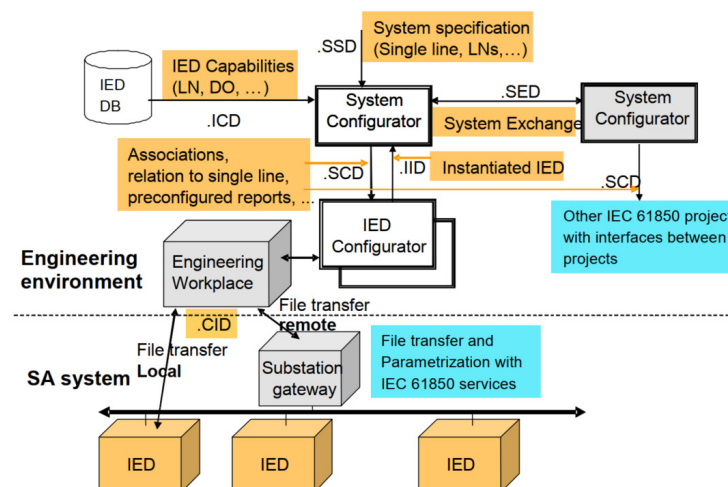 System specification
(Single line, LNs,...)
.SSD
IED
DB
IED Capabilities
(LN, DO, ...)
.ICD
System
Configurator
.SED
System Exchange
System
Configurator
Associations,
relation to single line,
preconfigured reports, ...
.SCD
.IID
Instantiated IED
.SCD
IED
Configurator
Other IEC 61850 project
with interfaces between
projects
Engineering
environment
Engineering
Workplace
File transfer
remote
.CID
File transfer
Local
SA system
Substation
gateway
File transfer and
Parametrization with
IEC 61850 services
IED
IED
IED